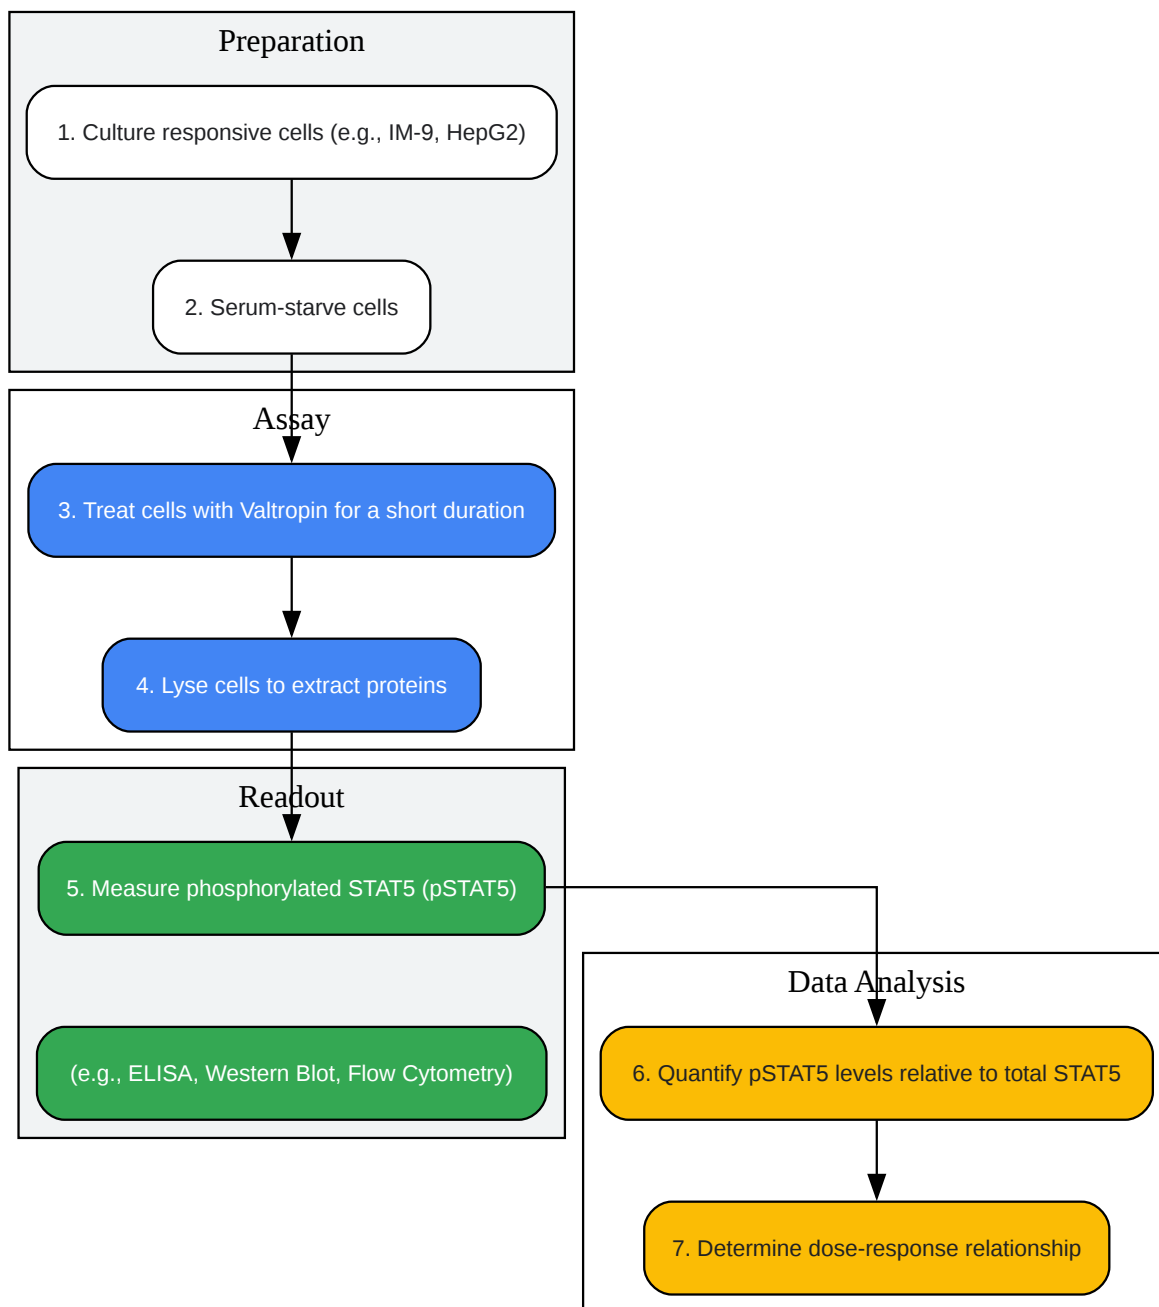 Preparation
1. Culture responsive cells (e.g., IM-9, HepG2)
2. Serum-starve cells
Assay
3. Treat cells with Valtropin for a short duration
4. Lyse cells to extract proteins
Readout
5. Measure phosphorylated STAT5 (pSTAT5)
(e.g., ELISA, Western Blot, Flow Cytometry)
Data Analysis
6. Quantify pSTAT5 levels relative to total STAT5
7. Determine dose-response relationship